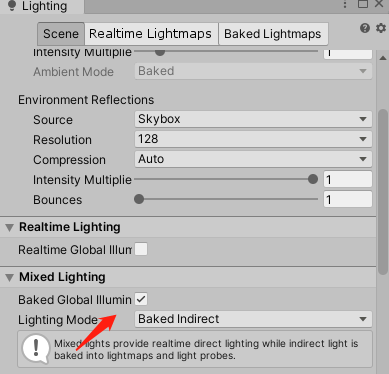 Lighting
Scene Realtime Lightmaps Baked Lightmaps
Intensity Multiplie 1
Ambient Mode Baked
Environment Reflections
Source Skybox
Resolution 128
Compression Auto
Intensity Multiplie 1
Bounces 1
Realtime Lighting
Realtime Global Illum
Mixed Lighting
Baked Global Illumin
Lighting Mode Baked Indirect
Mixed lights provide realtime direct lighting while indirect light is
baked into lightmaps and light probes.